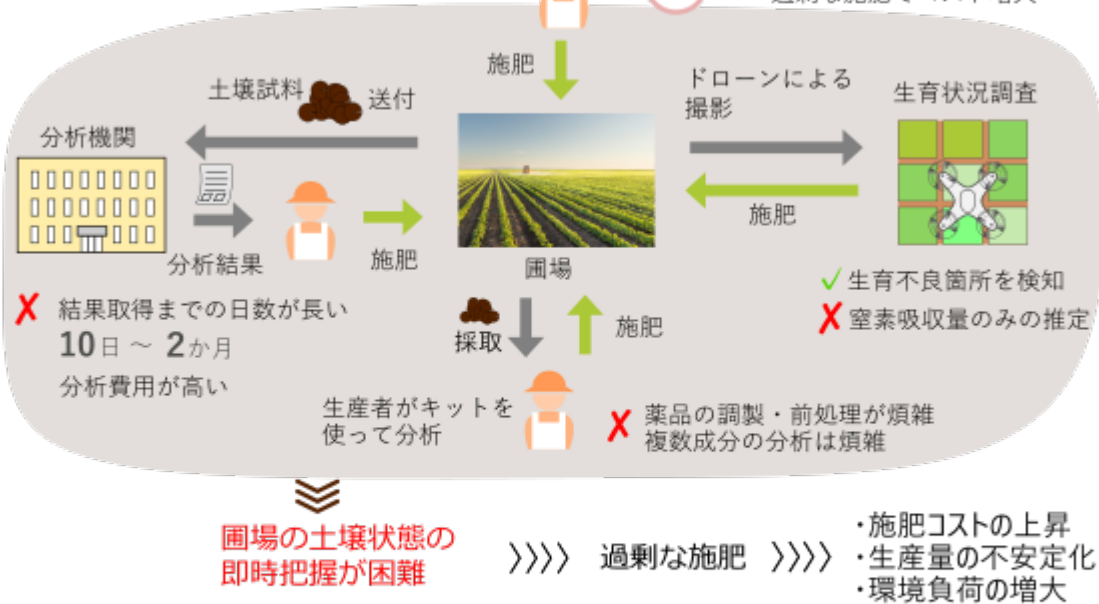 施肥
土壌試料
送付
ドローンによる
撮影
生育状況調査
分析機関
分析結果
施肥
圃場
施肥
✓生育不良箇所を検知
✗窒素吸収量のみの推定
✗ 結果取得までの日数が長い
10日 ～ 2か月
分析費用が高い
採取
施肥
生産者がキットを
使って分析
✗ 薬品の調製・前処理が煩雑
複数成分の分析は煩雑
圃場の土壌状態の
即時把握が困難
過剰な施肥
・施肥コストの上昇
・生産量の不安定化
・環境負荷の増大